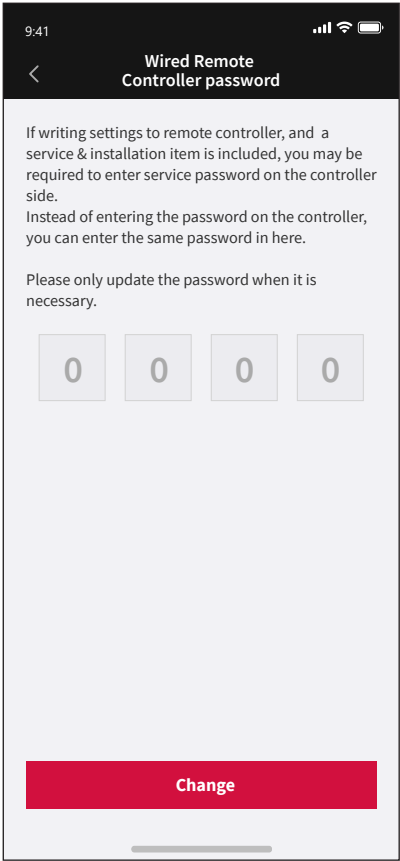 9:41
Wired Remote
Controller password
If writing settings to remote controller, and  a
service & installation item is included, you may be
required to enter service password on the controller
side.
Instead of entering the password on the controller,
you can enter the same password in here.
Please only update the password when it is
necessary.
0 0 0 0
Change